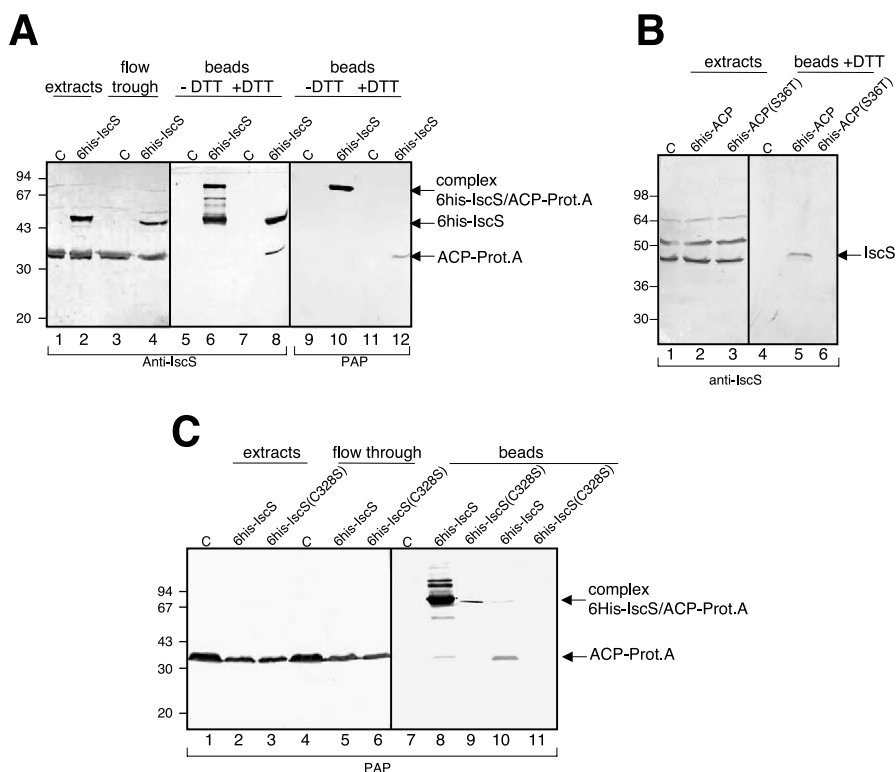 A
extracts
flow
trough
beads
- DTT +DTT
beads
-DTT +DTT
C
6his-IscS
C
6his-IscS
C
6his-IscS
C
6his-IscS
C
6his-IscS
C
6his-IscS
94
67
43
30
20
complex
6his-IscS/ACP-Prot.A
6his-IscS
ACP-Prot.A
1 2 3 4 5 6 7 8 9 10 11 12
Anti-IscS
PAP
B
extracts
beads +DTT
C
6his-ACP
6his-ACP(S36T)
C
6his-ACP
6his-ACP(S36T)
98
64
50
36
30
IscS
1 2 3 4 5 6
anti-IscS
C
extracts
flow through
beads
C
6his-IscS
6his-IscS(C328S)
C
6his-IscS
6his-IscS(C328S)
C
6his-IscS
6his-IscS(C328S)
6his-IscS
6his-IscS(C328S)
94
67
43
30
20
complex
6His-IscS/ACP-Prot.A
ACP-Prot.A
1 2 3 4 5 6 7 8 9 10 11
PAP